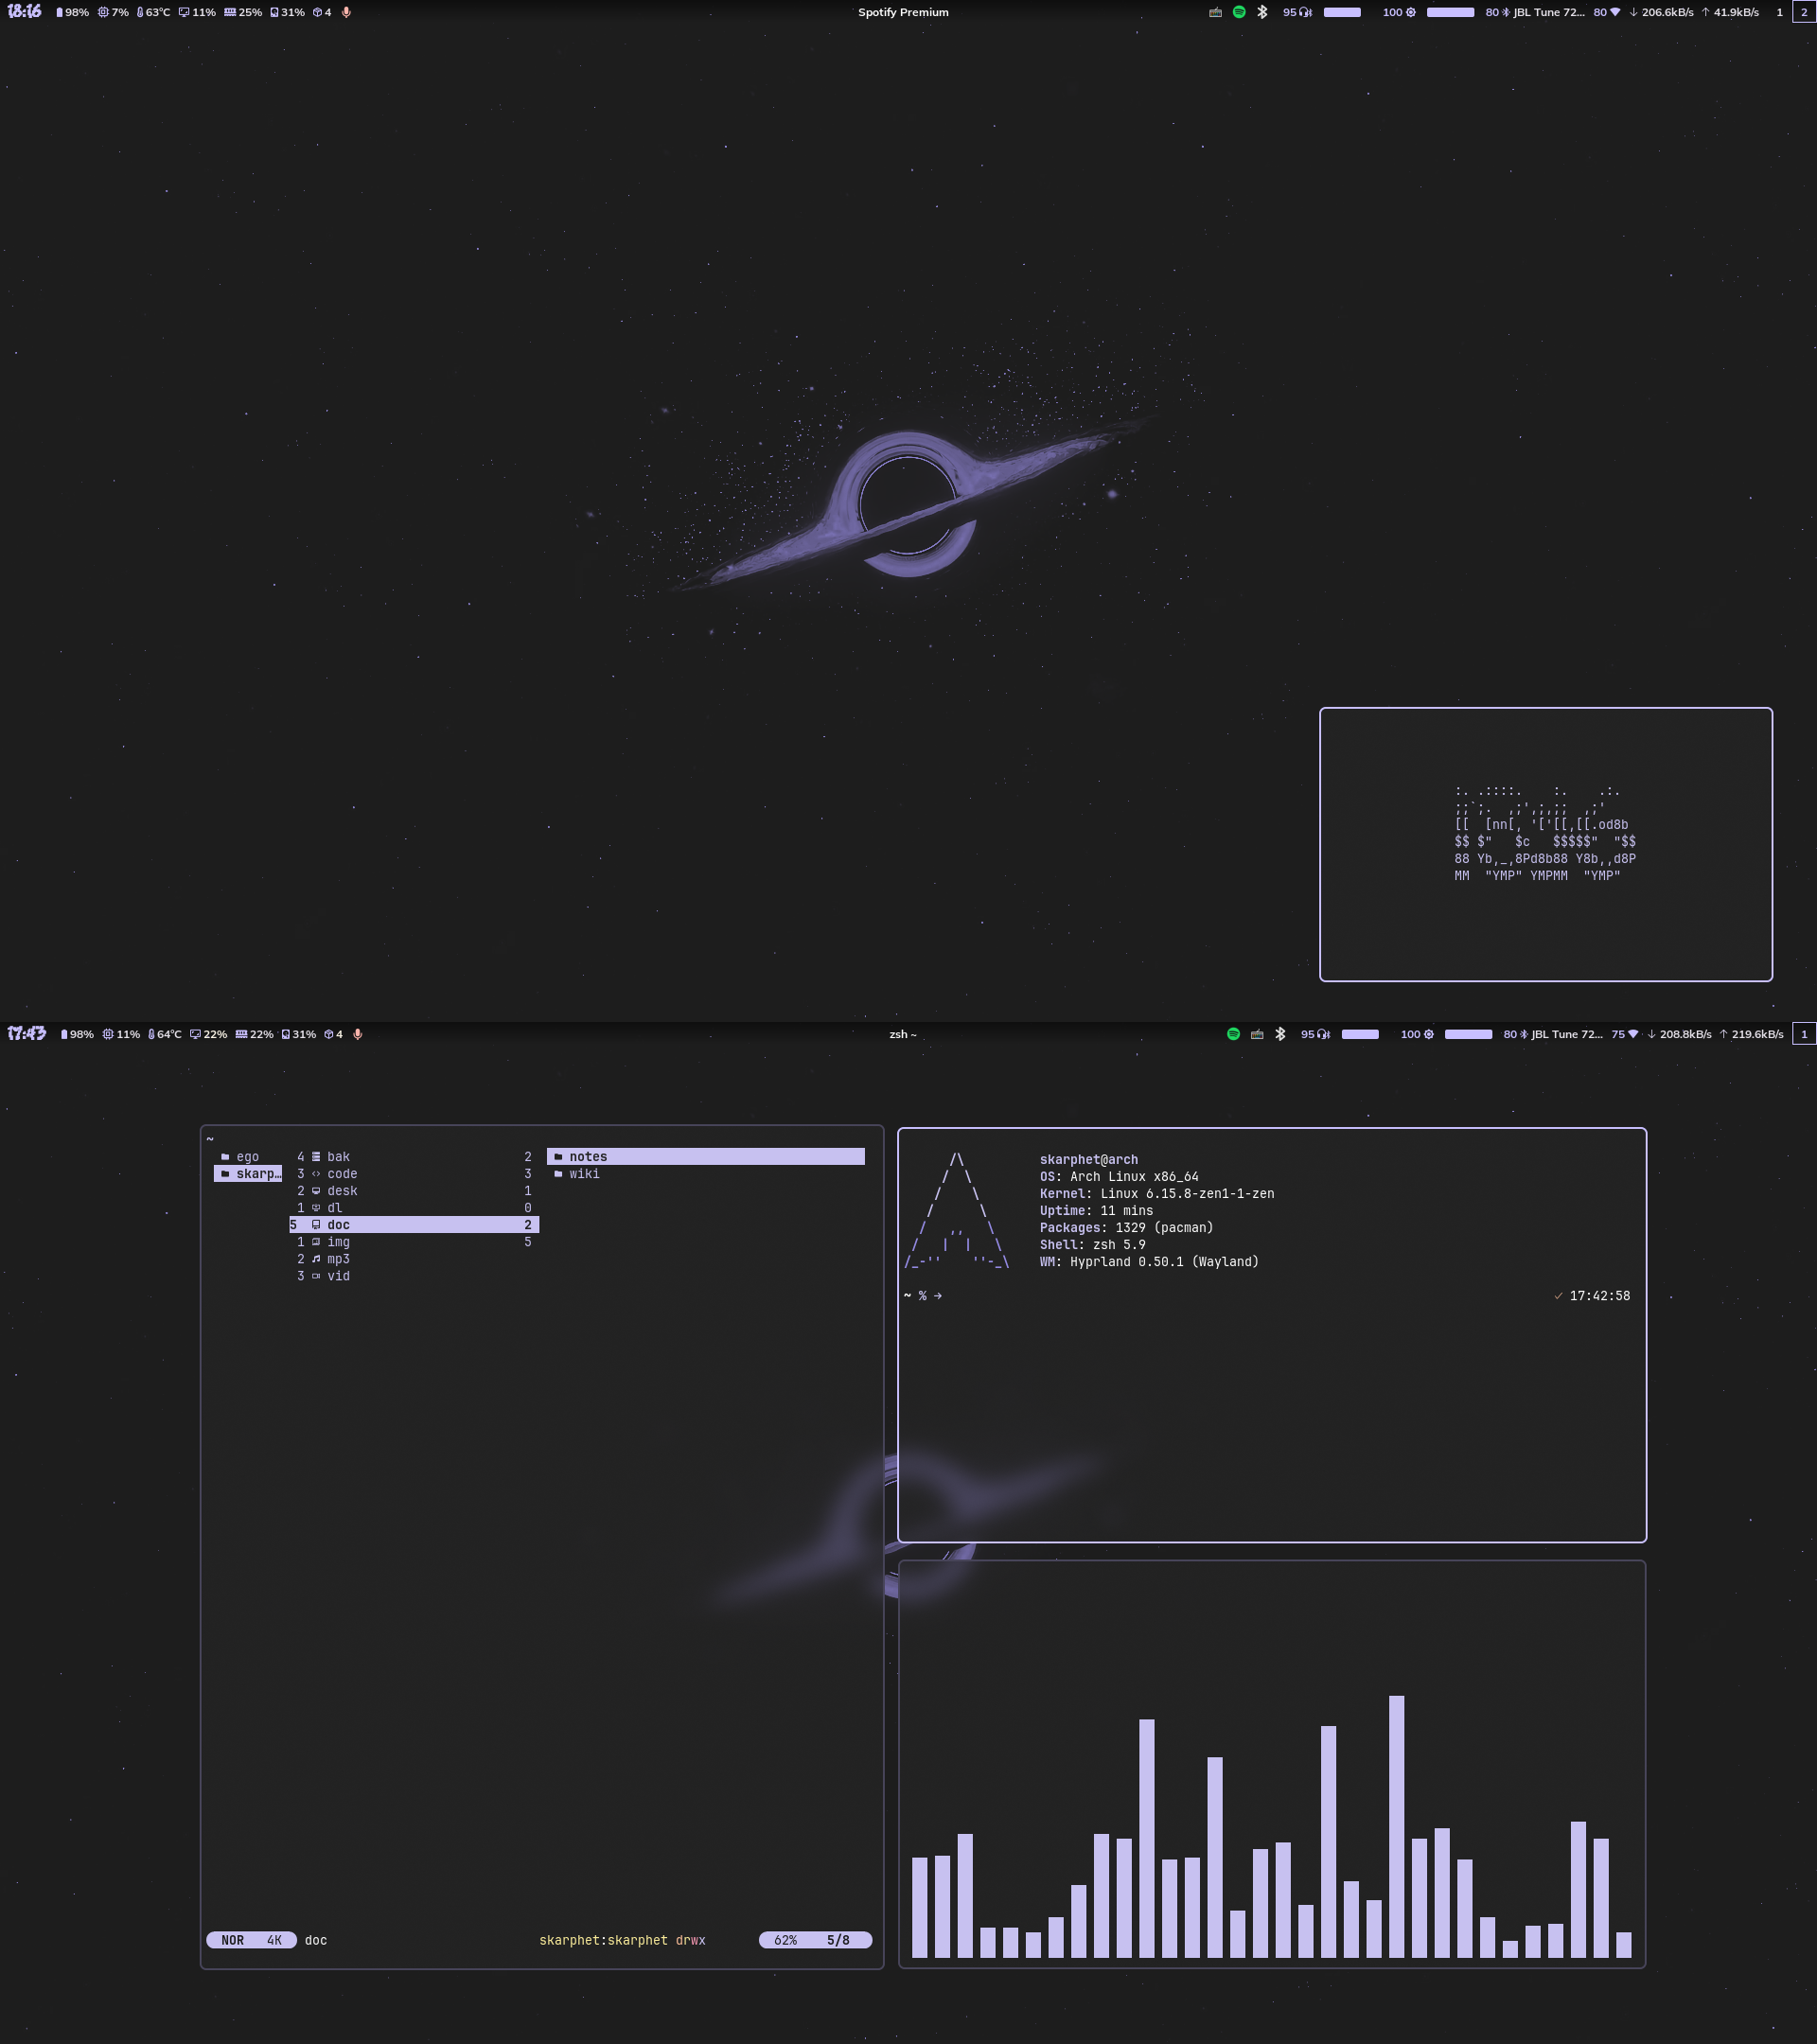 18:16 98% 7% 63°C 11% 25% 31% 4 Spotify Premium 95 100 80 JBL Tune 72... 80 ↓ 206.6kB/s ↑ 41.9kB/s 1 2
:. .::::.    :.    .:.
;;`;.  ,;',;,;;  ,;'
[[  [nn[, '['[[,[[.od8b
$$ $"   $c   $$$$$"  "$$
88 Yb,_,8Pd8b88 Y8b,,d8P
MM  "YMP" YMPMM  "YMP"
17:43 98% 11% 64°C 22% 22% 31% 4 zsh ~ 95 100 80 JBL Tune 72... 75 ↓ 208.8kB/s ↑ 219.6kB/s 1
~
ego 4 bak 2 notes
skarp… 3 code 3 wiki
2 desk 1
1 dl 0
5 doc 2
1 img 5
2 mp3
3 vid
NOR 4K doc skarphet:skarphet drwx 62% 5/8
skarphet@arch
OS: Arch Linux x86_64
Kernel: Linux 6.15.8-zen1-1-zen
Uptime: 11 mins
Packages: 1329 (pacman)
Shell: zsh 5.9
WM: Hyprland 0.50.1 (Wayland)
~ % → ✓ 17:42:58